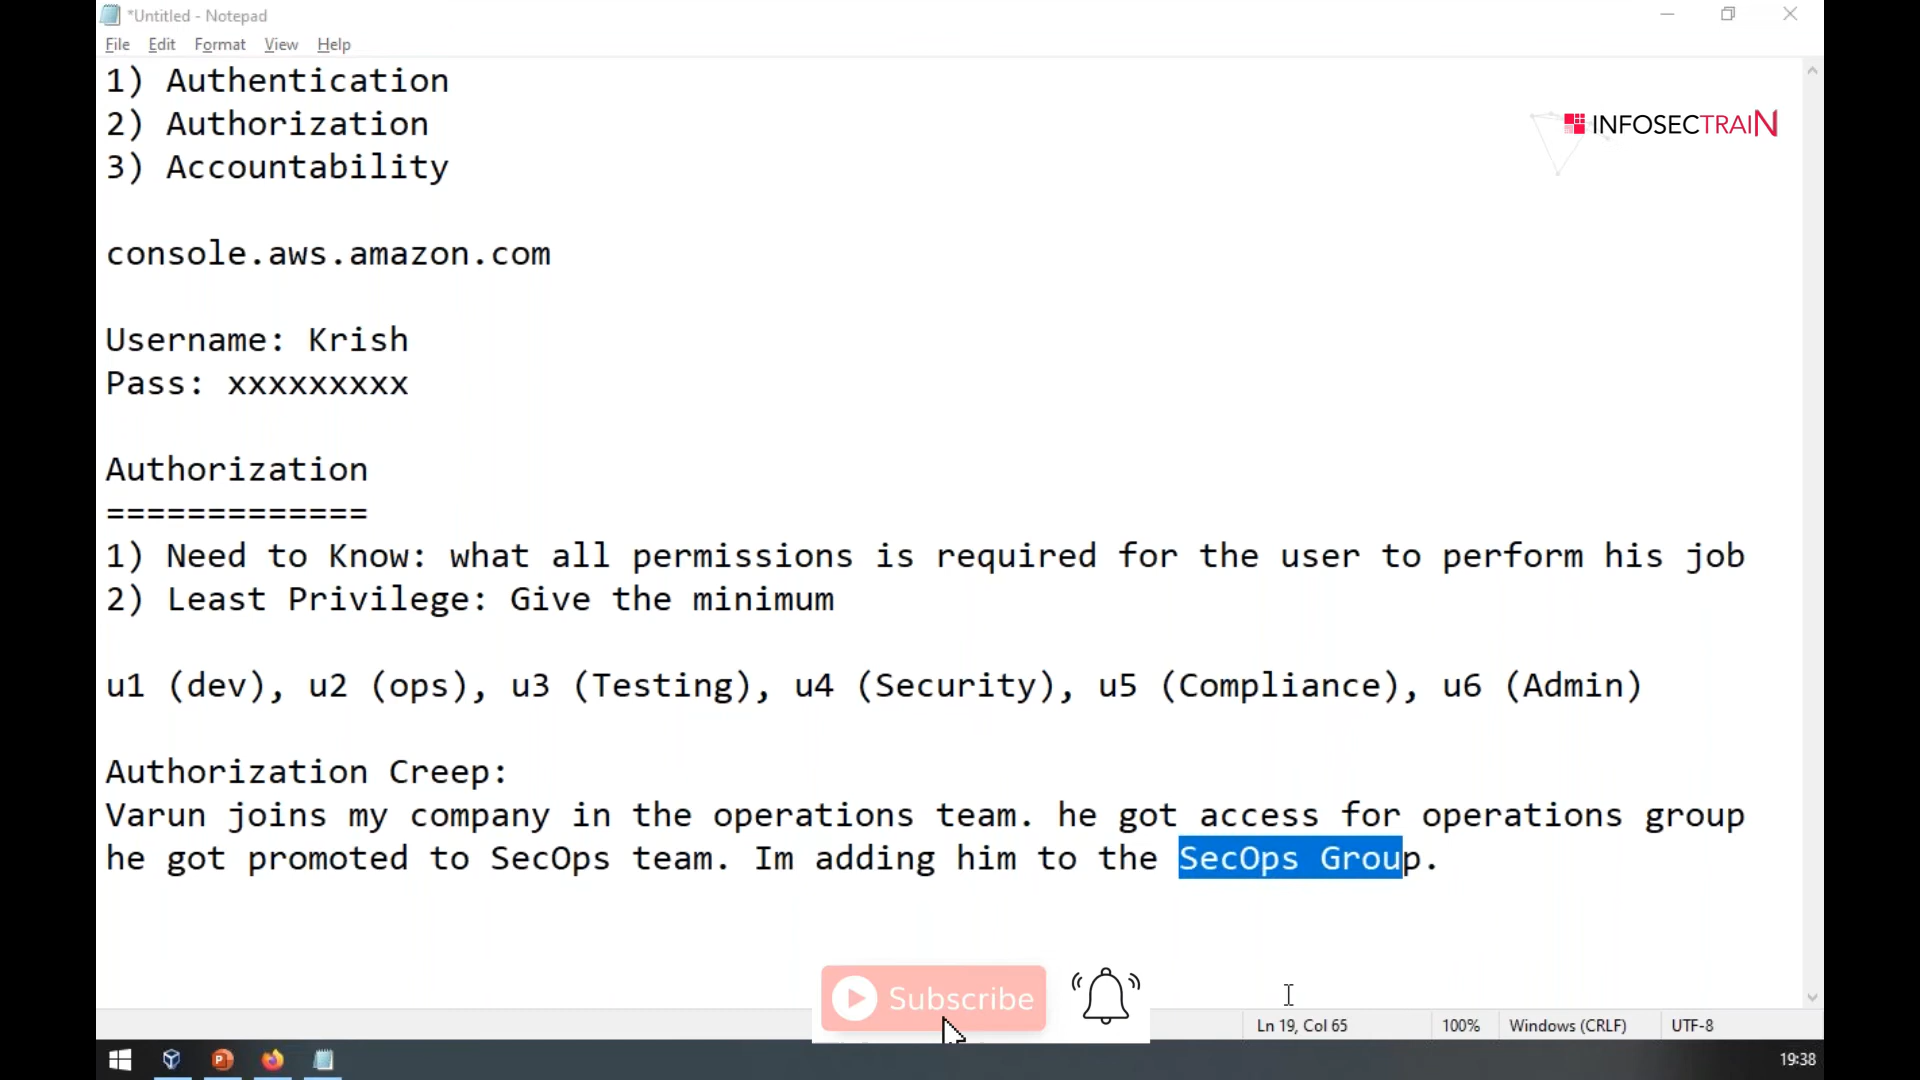 *Untitled - Notepad
File Edit Format View Help
1) Authentication
2) Authorization
3) Accountability
INFOSECTRAIN
console.aws.amazon.com
Username: Krish
Pass: xxxxxxxxx
Authorization
=============
1) Need to Know: what all permissions is required for the user to perform his job
2) Least Privilege: Give the minimum
u1 (dev), u2 (ops), u3 (Testing), u4 (Security), u5 (Compliance), u6 (Admin)
Authorization Creep:
Varun joins my company in the operations team. he got access for operations group
he got promoted to SecOps team. Im adding him to the SecOps Group.
Subscribe
Ln 19, Col 65 100% Windows (CRLF) UTF-8
19:38